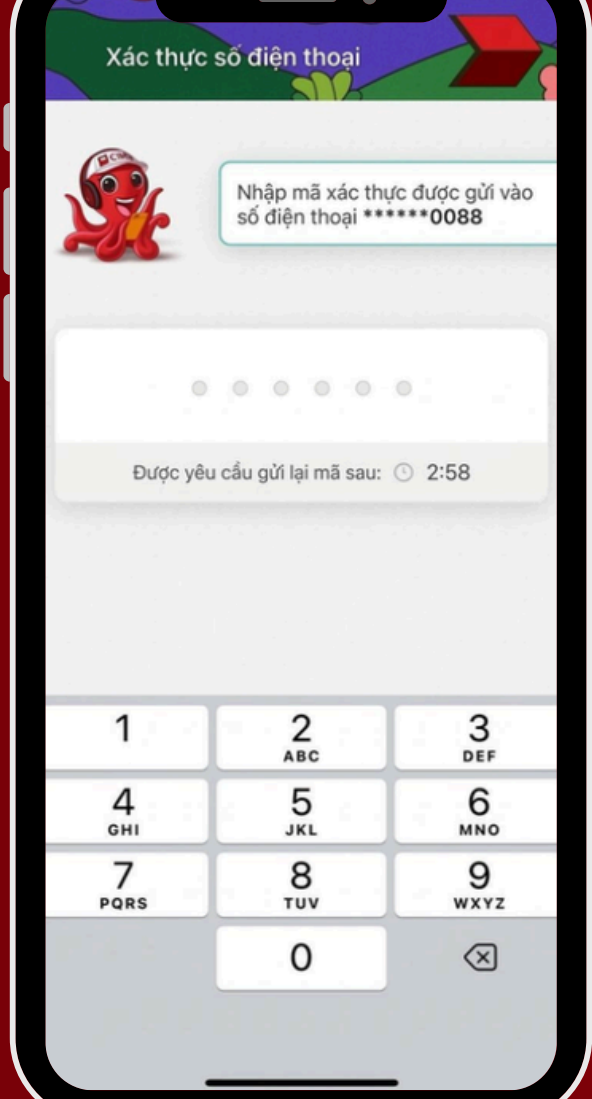 Xác thực số điện thoại
Nhập mã xác thực được gửi vào
số điện thoại ******0088
Được yêu cầu gửi lại mã sau: 2:58
1 2 3
ABC DEF
4 5 6
GHI JKL MNO
7 8 9
PQRS TUV WXYZ
0